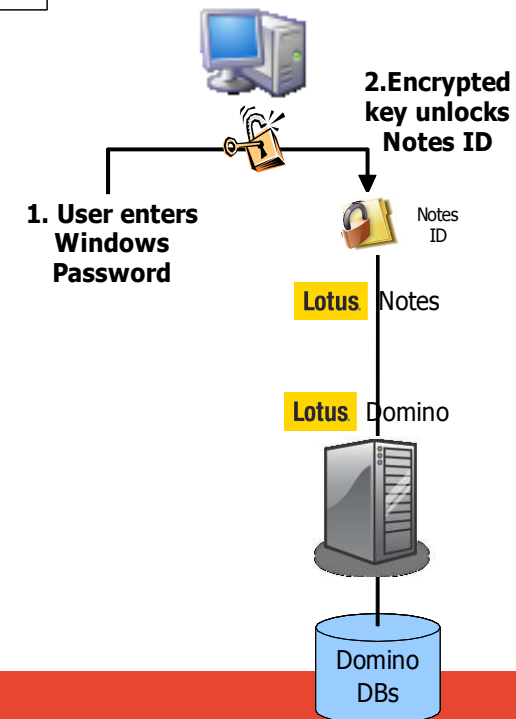 2.Encrypted
key unlocks
Notes ID
1. User enters
Windows
Password
Notes
ID
Lotus. Notes
Lotus. Domino
Domino
DBs